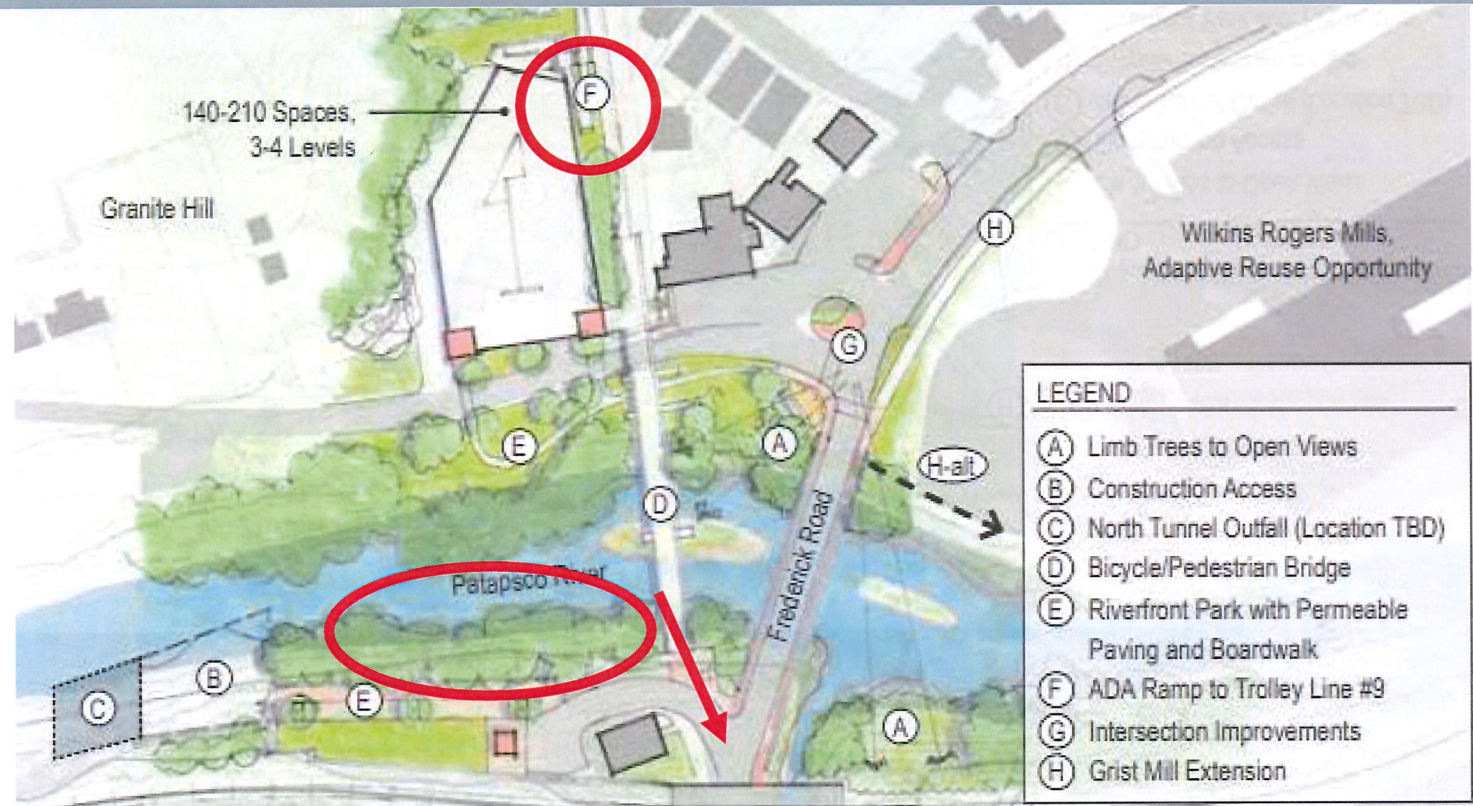 140-210 Spaces,
3-4 Levels
F
Granite Hill
H
Wilkins Rogers Mills,
Adaptive Reuse Opportunity
G
E
A
H-alt
D
Frederick Road
Patapsco River
B
E
C
A
LEGEND
A Limb Trees to Open Views
B Construction Access
C North Tunnel Outfall (Location TBD)
D Bicycle/Pedestrian Bridge
E Riverfront Park with Permeable
Paving and Boardwalk
F ADA Ramp to Trolley Line #9
G Intersection Improvements
H Grist Mill Extension